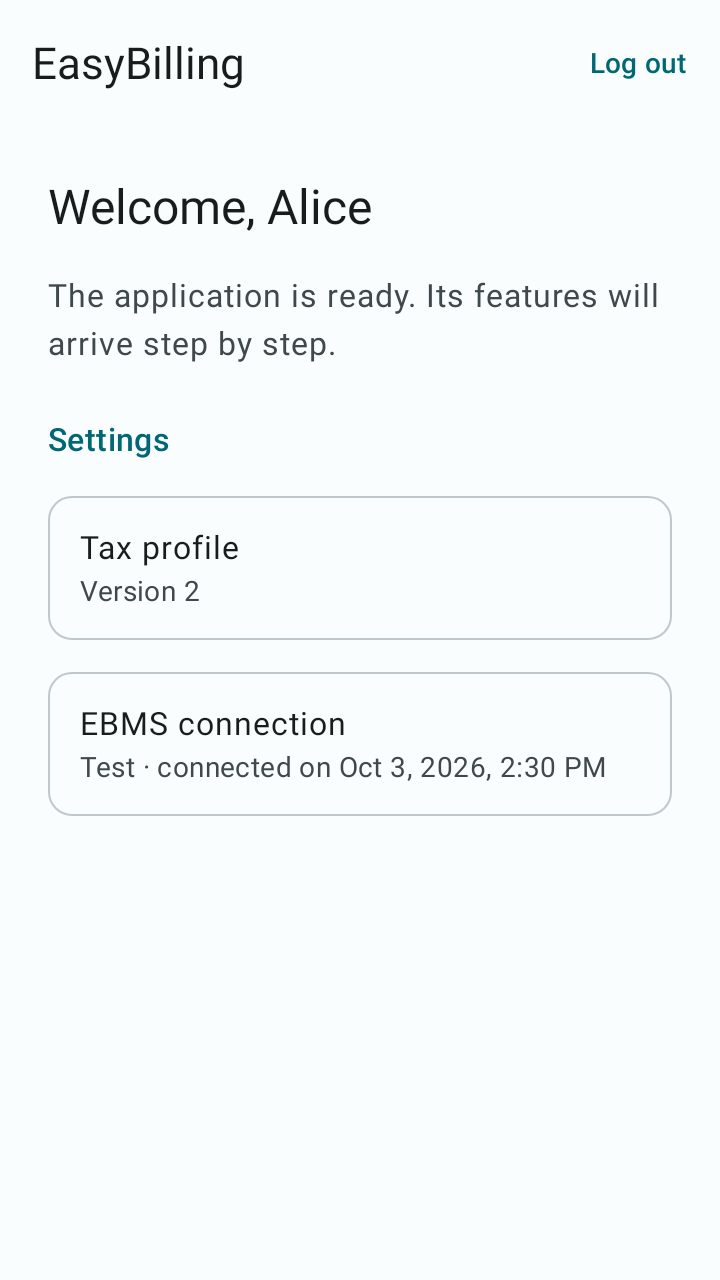 EasyBilling
Log out
Welcome, Alice
The application is ready. Its features will
arrive step by step.
Settings
Tax profile
Version 2
EBMS connection
Test · connected on Oct 3, 2026, 2:30 PM